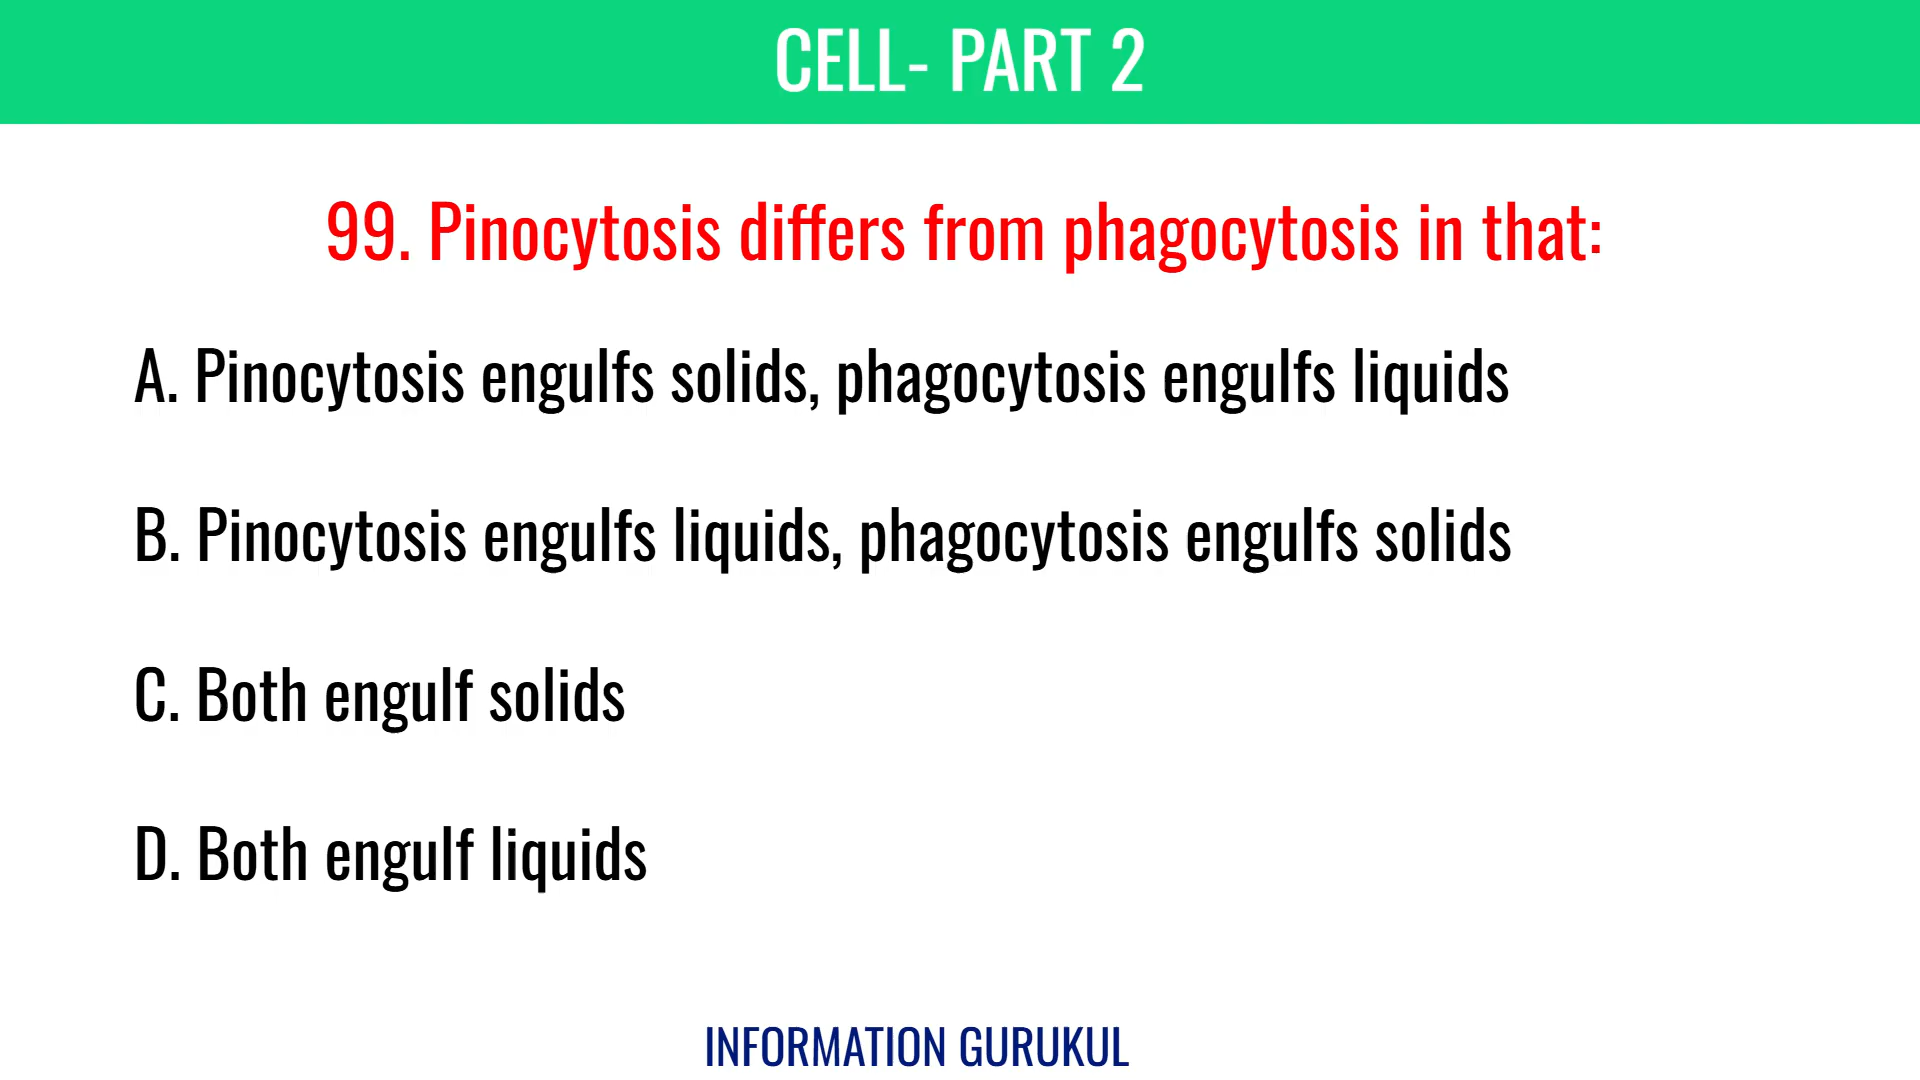 CELL- PART 2
99. Pinocytosis differs from phagocytosis in that:
A. Pinocytosis engulfs solids, phagocytosis engulfs liquids
B. Pinocytosis engulfs liquids, phagocytosis engulfs solids
C. Both engulf solids
D. Both engulf liquids
INFORMATION GURUKUL